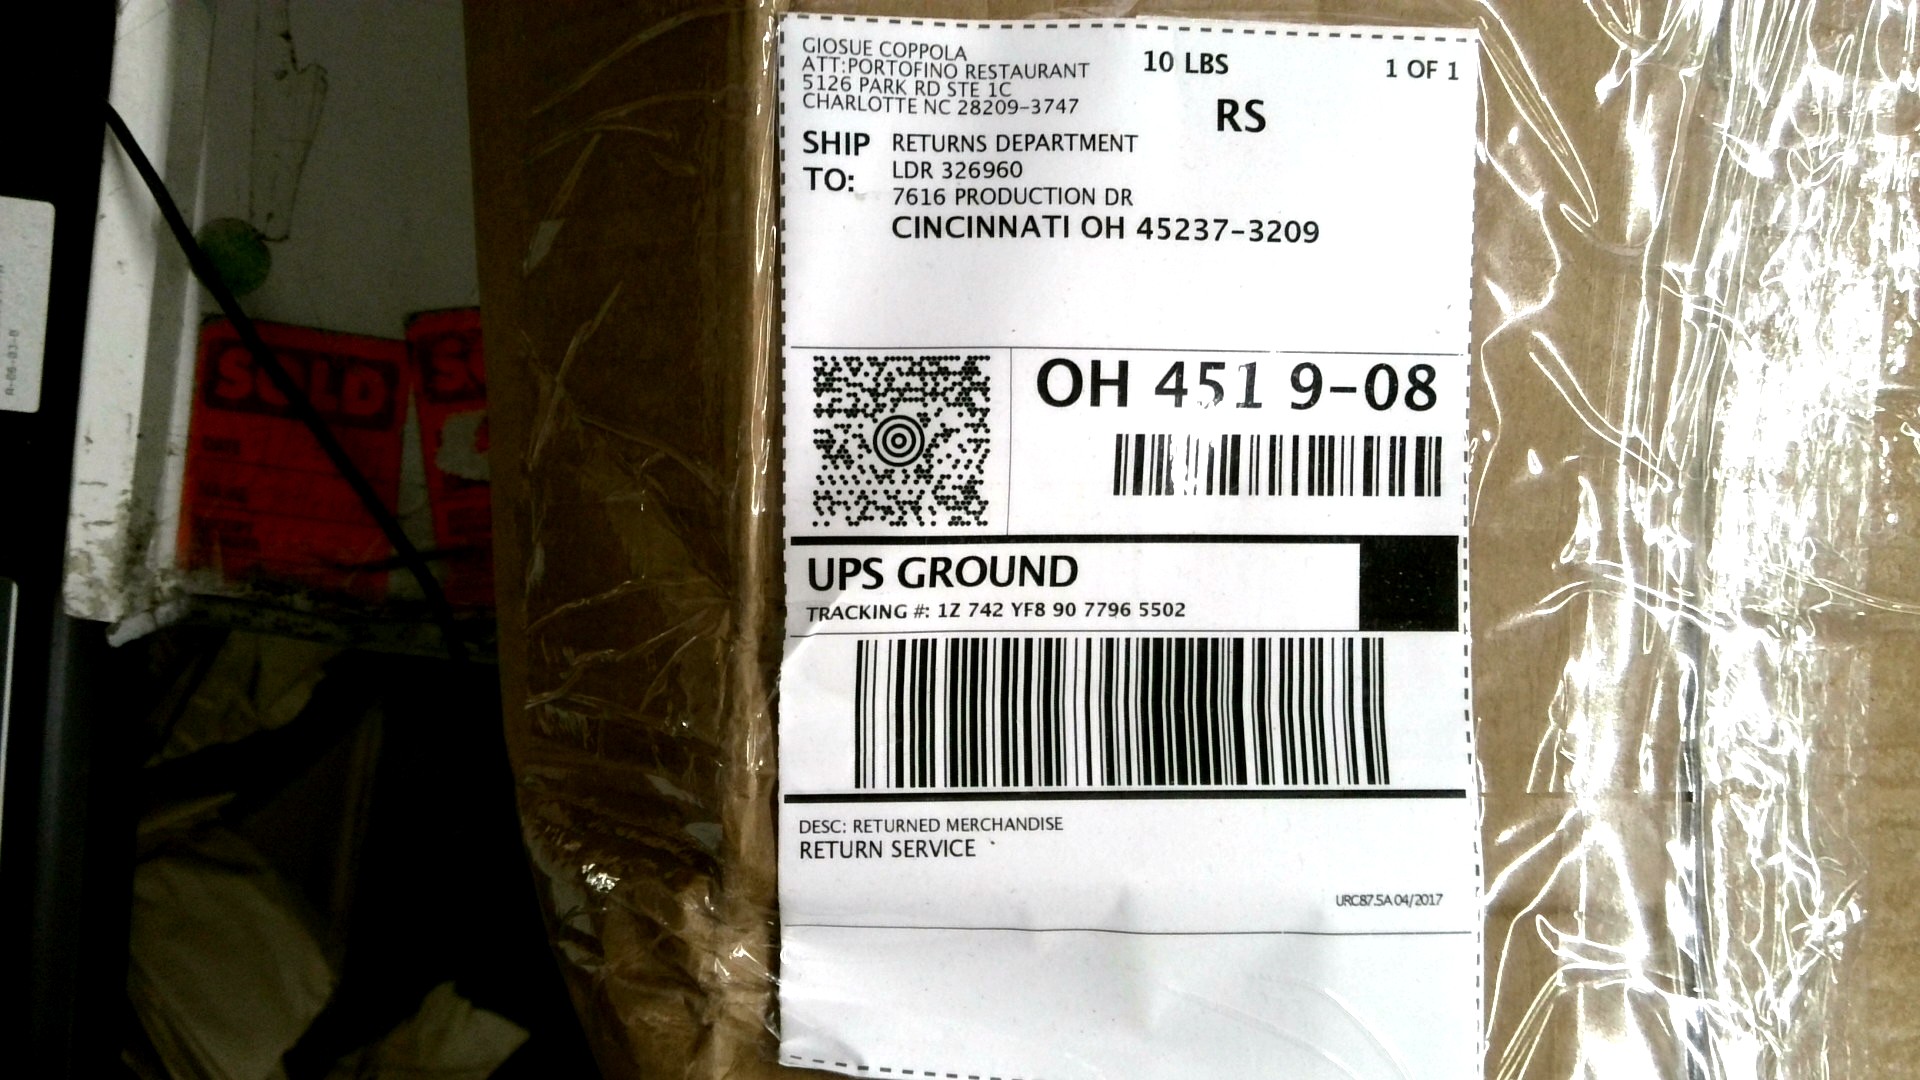 GIOSUE COPPOLA
ATT:PORTOFINO RESTAURANT
5126 PARK RD STE 1C
CHARLOTTE NC 28209-3747
10 LBS
1 OF 1
RS
SHIP TO:
RETURNS DEPARTMENT
LDR 326960
7616 PRODUCTION DR
CINCINNATI OH 45237-3209
OH 451 9-08
UPS GROUND
TRACKING #: 1Z 742 YF8 90 7796 5502
DESC: RETURNED MERCHANDISE
RETURN SERVICE
URC87.5A 04/2017
SOLD
DATE